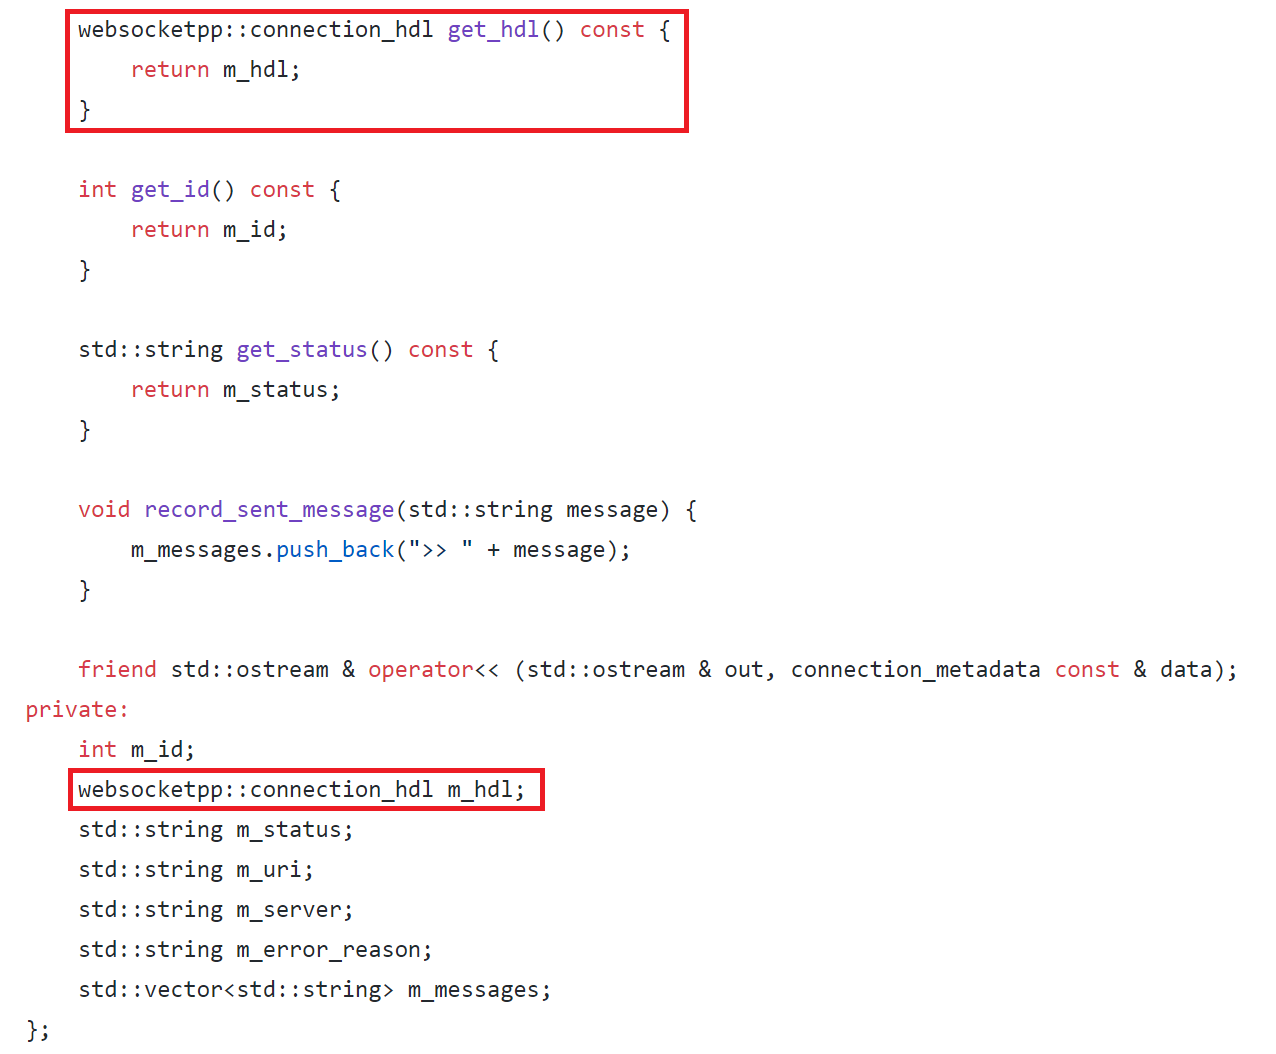 websocketpp::connection_hdl get_hdl() const {
return m_hdl;
}
int get_id() const {
return m_id;
}
std::string get_status() const {
return m_status;
}
void record_sent_message(std::string message) {
m_messages.push_back(">> " + message);
}
friend std::ostream & operator<< (std::ostream & out, connection_metadata const & data);
private:
int m_id;
websocketpp::connection_hdl m_hdl;
std::string m_status;
std::string m_uri;
std::string m_server;
std::string m_error_reason;
std::vector<std::string> m_messages;
};